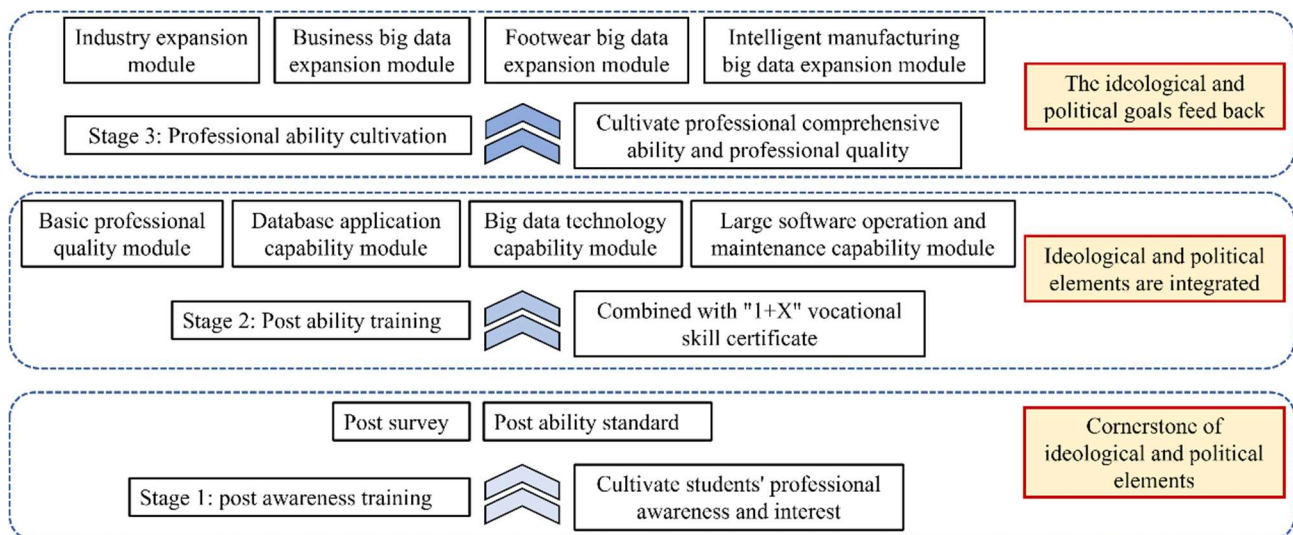 Industry expansion
module
Business big data
expansion module
Footwear big data
expansion module
Intelligent manufacturing
big data expansion module
The ideological and
political goals feed back
Stage 3: Professional ability cultivation
Cultivate professional comprehensive
ability and professional quality
Basic professional
quality module
Database application
capability module
Big data technology
capability module
Large software operation and
maintenance capability module
Ideological and political
elements are integrated
Stage 2: Post ability training
Combined with "1+X" vocational
skill certificate
Post survey
Post ability standard
Cornerstone of
ideological and political
elements
Stage 1: post awareness training
Cultivate students' professional
awareness and interest